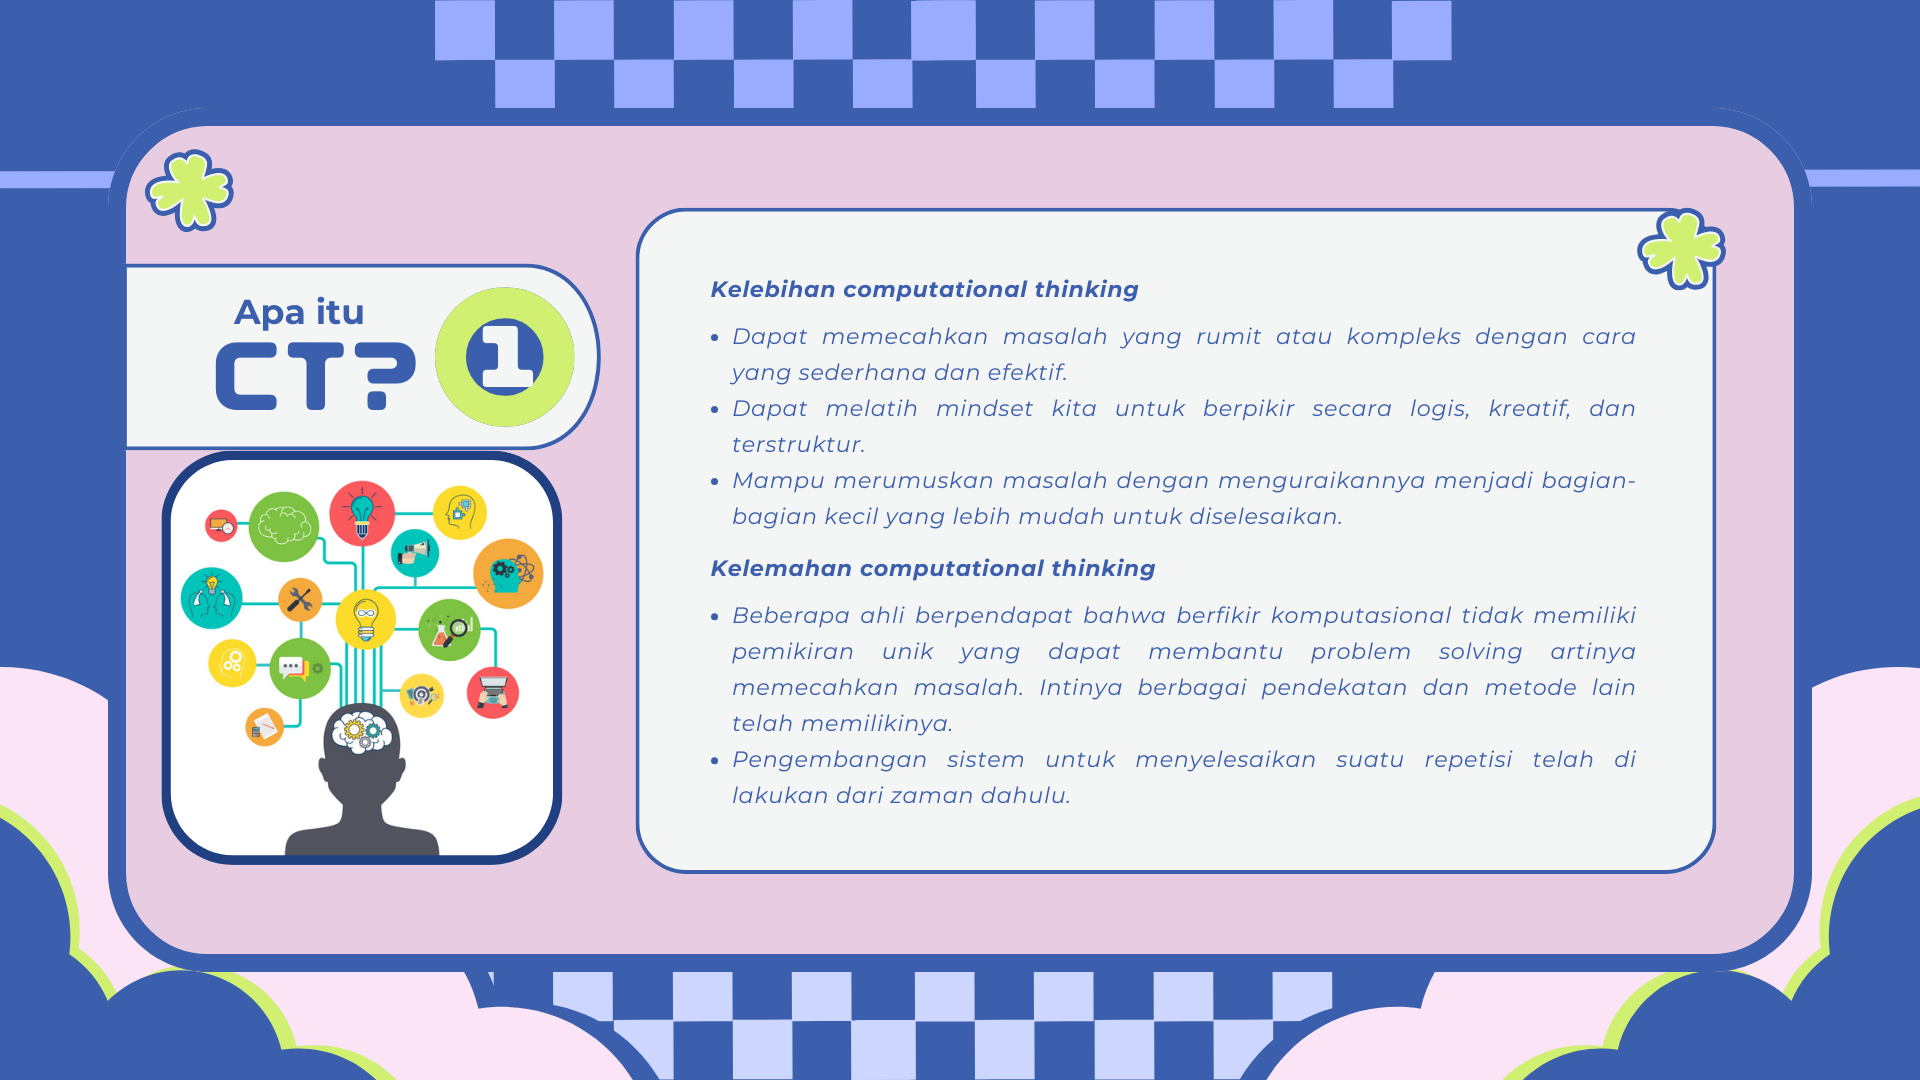 Apa itu
CT?
1
Kelebihan computational thinking
• Dapat memecahkan masalah yang rumit atau kompleks dengan cara
yang sederhana dan efektif.
• Dapat melatih mindset kita untuk berpikir secara logis, kreatif, dan
terstruktur.
• Mampu merumuskan masalah dengan menguraikannya menjadi bagian-
bagian kecil yang lebih mudah untuk diselesaikan.
Kelemahan computational thinking
• Beberapa ahli berpendapat bahwa berfikir komputasional tidak memiliki
pemikiran unik yang dapat membantu problem solving artinya
memecahkan masalah. Intinya berbagai pendekatan dan metode lain
telah memilikinya.
• Pengembangan sistem untuk menyelesaikan suatu repetisi telah di
lakukan dari zaman dahulu.